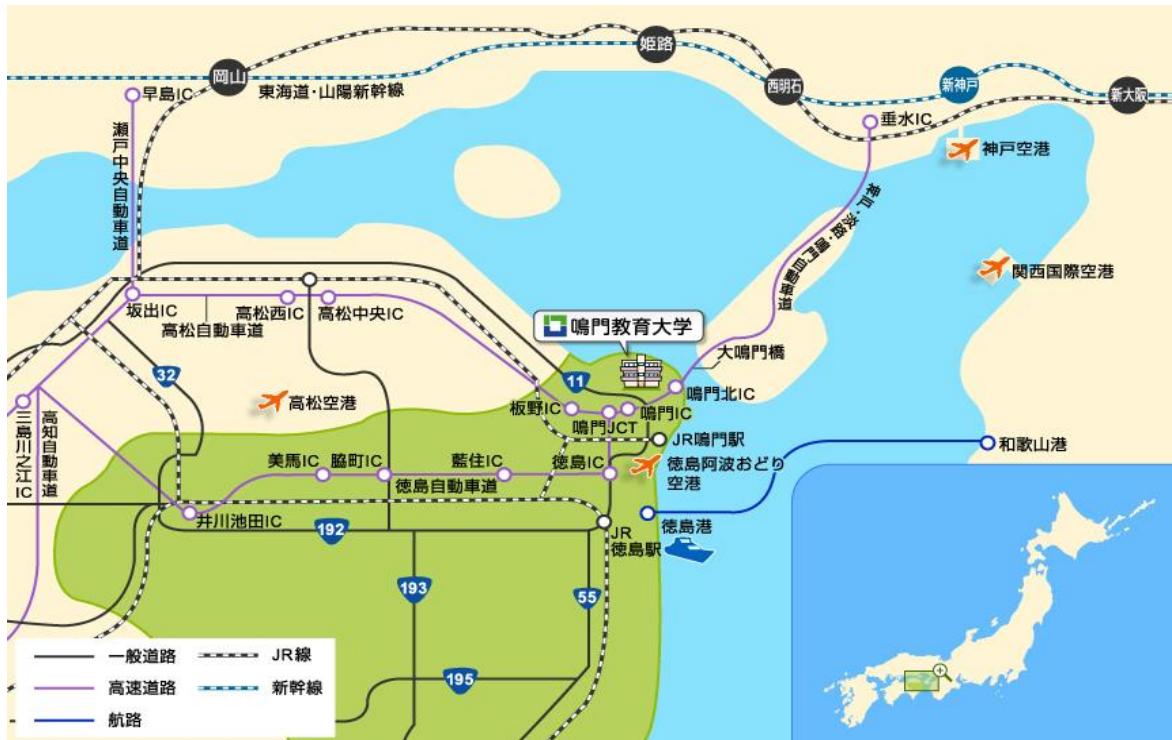 姫路
岡山
西明石
新神戸
新大阪
東海道・山陽新幹線
早島IC
垂水IC
神戸空港
瀬戸中央自動車道
神戸・淡路・鳴門自動車道
関西国際空港
坂出IC
高松西IC
高松中央IC
高松自動車道
鳴門教育大学
大鳴門橋
32
11
高松空港
鳴門北IC
板野IC
鳴門IC
鳴門JCT
三島川之江IC
高知自動車道
JR鳴門駅
和歌山港
美馬IC
脇町IC
藍住IC
徳島IC
徳島阿波おどり
空港
徳島自動車道
井川池田IC
192
JR
徳島駅
徳島港
193
55
195
一般道路
JR線
高速道路
新幹線
航路